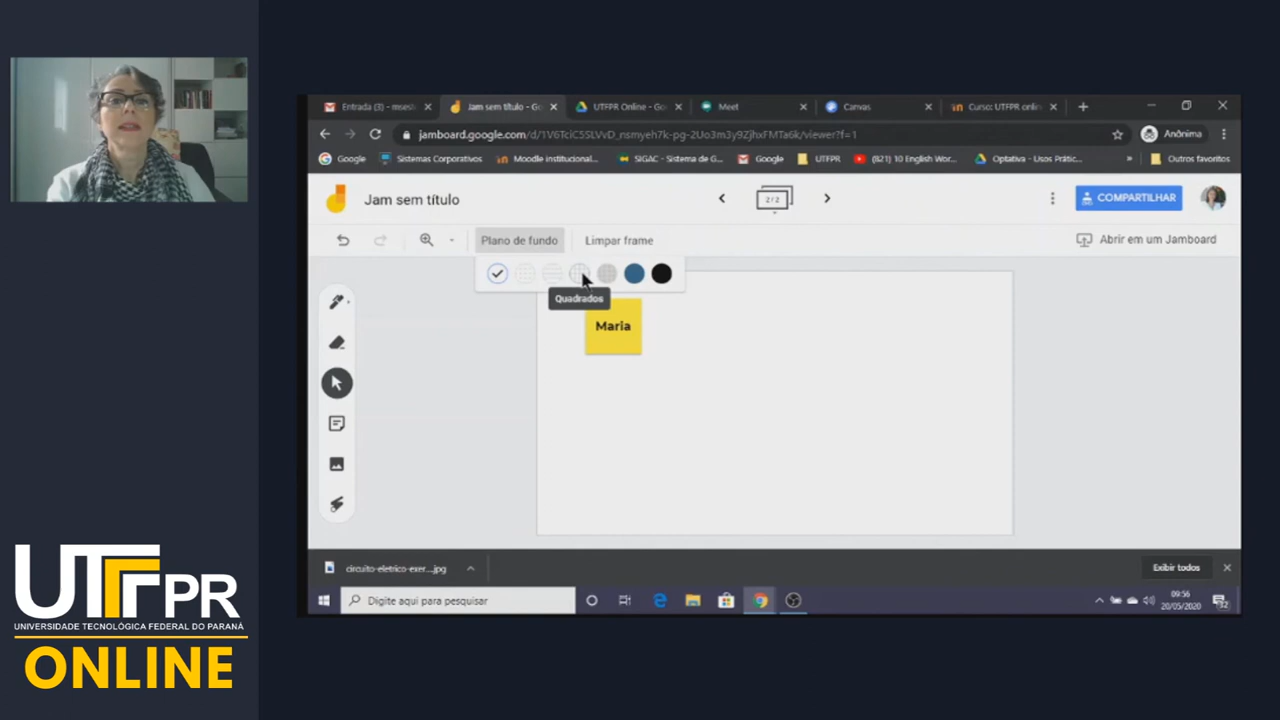 Entrada (3) - mses
Jam sem título - Go
UTFPR Online - Goo
Meet
Canvas
Curso: UTFPR onlin
jamboard.google.com/d/1V6TciC5SLVvD_nsmyeh7k-pg-2Uo3m3y9ZjhxFMTa6k/viewer?f=1
Anônima
Google
Sistemas Corporativos
Moodle institucional...
SIGAC - Sistema de G...
Google
UTFPR
(821) 10 English Wor...
Optativa - Usos Prátic...
»
Outros favoritos
Jam sem título
2/2
COMPARTILHAR
Plano de fundo
Limpar frame
Abrir em um Jamboard
Quadrados
Maria
circuito-eletrico-exer....jpg
Exibir todos
Digite aqui para pesquisar
09:56
20/05/2020
UTFPR
UNIVERSIDADE TECNOLÓGICA FEDERAL DO PARANÁ
ONLINE